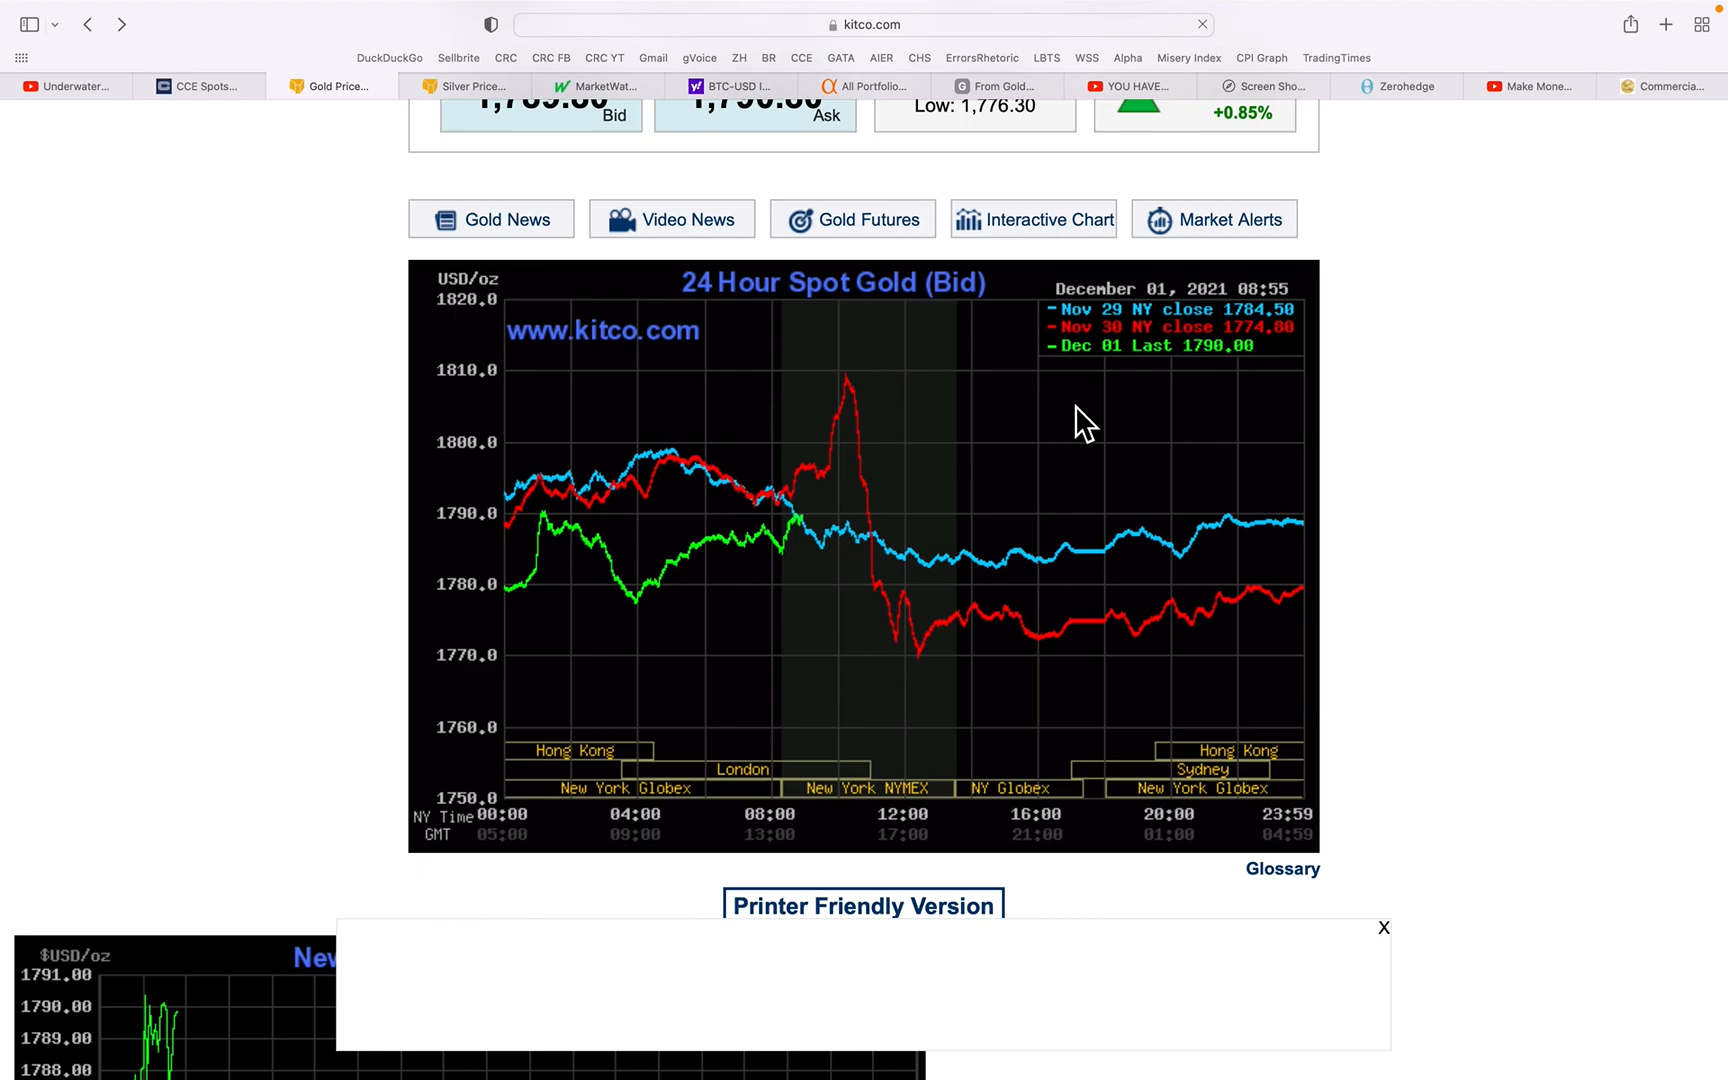 kitco.com
DuckDuckGo Sellbrite CRC CRC FB CRC YT Gmail gVoice ZH BR CCE GATA AIER CHS ErrorsRhetoric LBTS WSS Alpha Misery Index CPI Graph TradingTimes
Underwater... CCE Spots... Gold Price... Silver Price... MarketWat... BTC-USD I... All Portfolio... From Gold... YOU HAVE... Screen Sho... Zerohedge Make Mone... Commercia...
Bid Ask Low: 1,776.30 +0.85%
Gold News Video News Gold Futures Interactive Chart Market Alerts
USD/oz 24 Hour Spot Gold (Bid) December 01, 2021 08:55
1820.0 Nov 29 NY close 1784.50
www.kitco.com Nov 30 NY close 1774.80
Dec 01 Last 1790.00
1810.0
1800.0
1790.0
1780.0
1770.0
1760.0
Hong Kong Hong Kong
London Sydney
New York Globex New York NYMEX NY Globex New York Globex
1750.0
NY Time 00:00 04:00 08:00 12:00 16:00 20:00 23:59
GMT 05:00 09:00 13:00 17:00 21:00 01:00 04:59
Glossary
Printer Friendly Version
X
$USD/oz
1791.00
1790.00
1789.00
1788.00